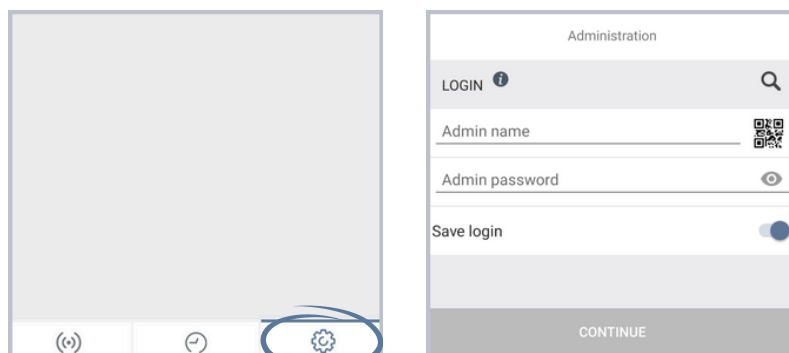 Administration
LOGIN i
Admin name
Admin password
Save login
CONTINUE